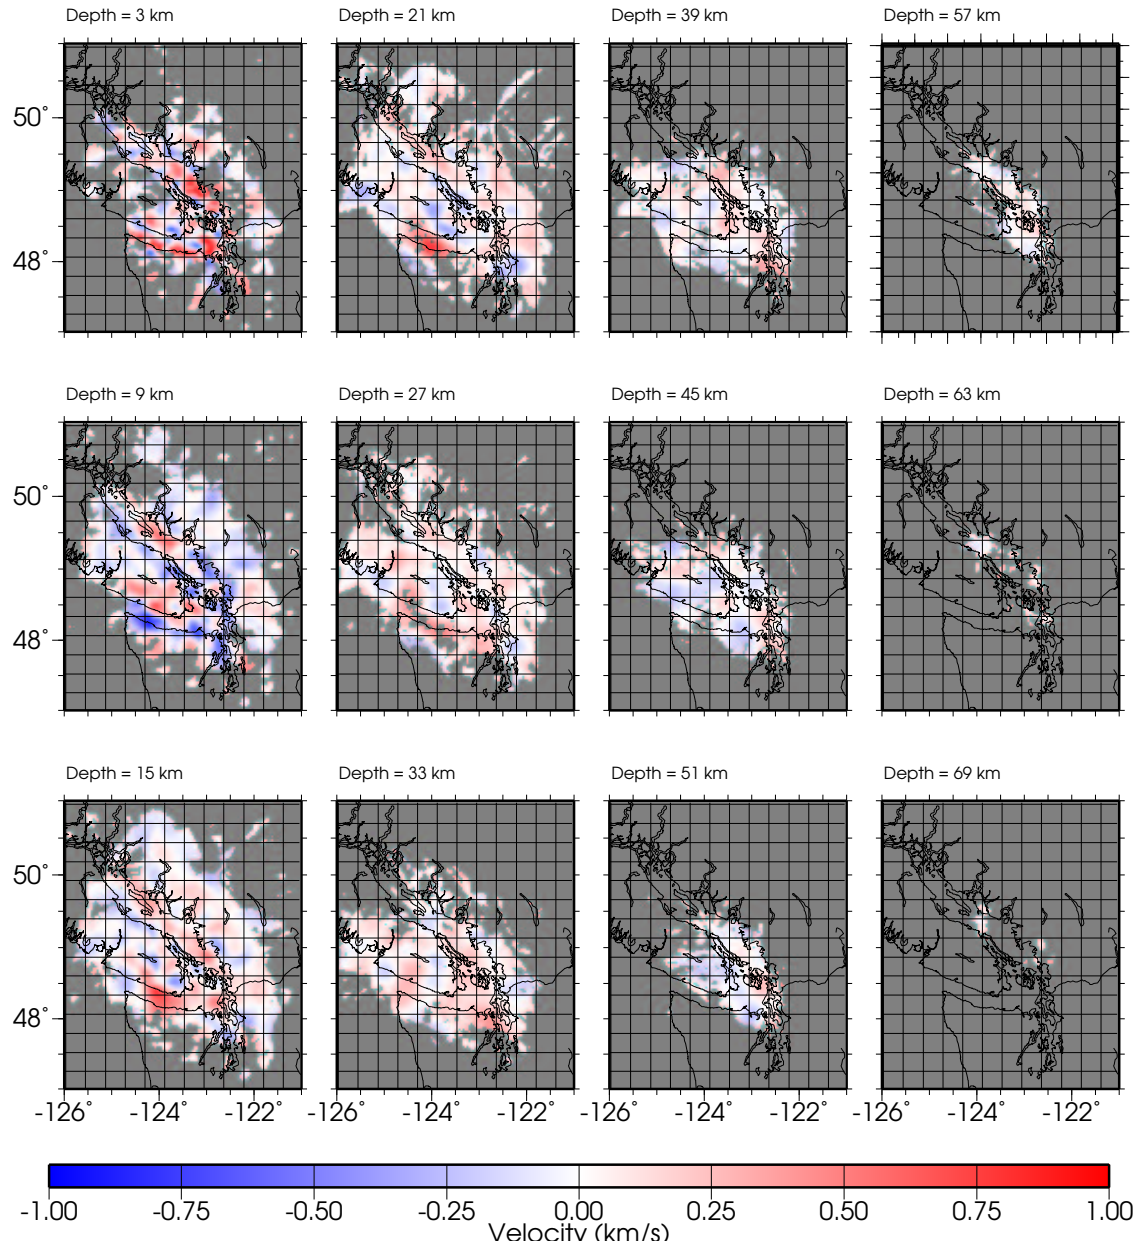 Depth = 3 km
Depth = 21 km
Depth = 39 km
Depth = 57 km
50°
48°
Depth = 9 km
Depth = 27 km
Depth = 45 km
Depth = 63 km
50°
48°
Depth = 15 km
Depth = 33 km
Depth = 51 km
Depth = 69 km
50°
48°
-126° -124° -122° -126° -124° -122° -126° -124° -122° -126° -124° -122°
-1.00 -0.75 -0.50 -0.25 0.00 0.25 0.50 0.75 1.00
Velocity (km/s)